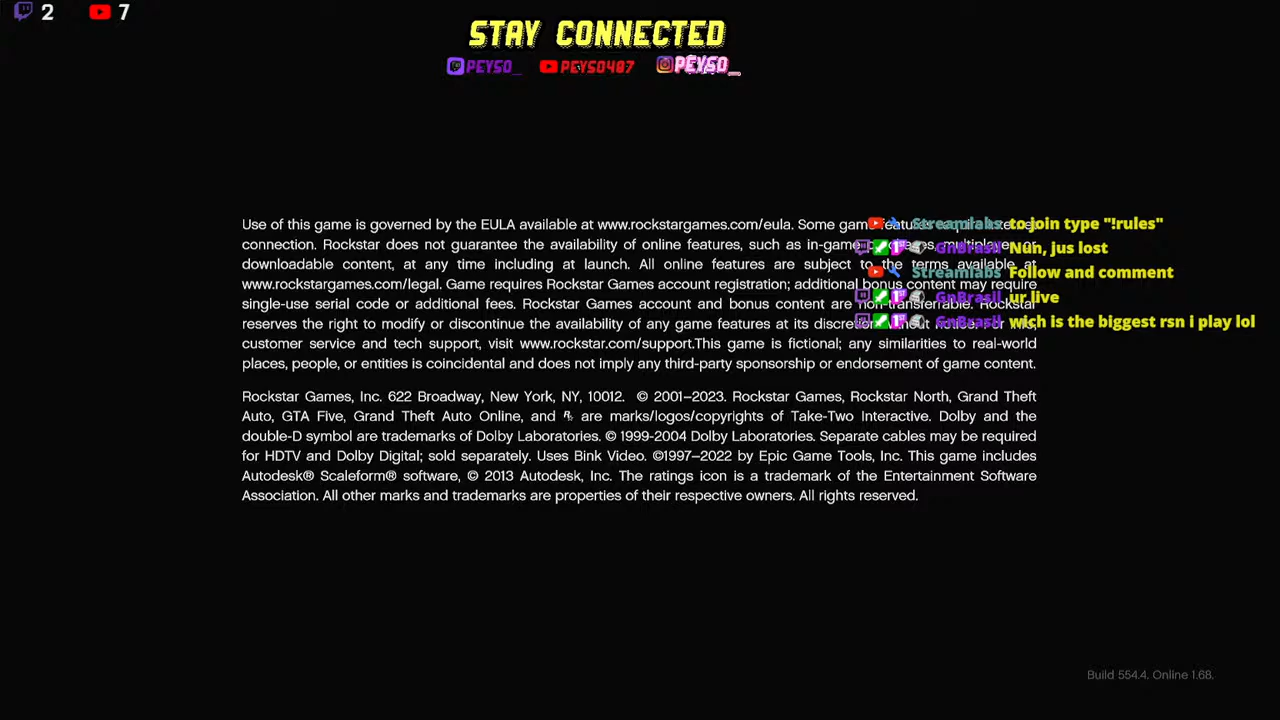 2 7
STAY CONNECTED
PEYSO_ PEYSO407 PEYSO_
Use of this game is governed by the EULA available at www.rockstargames.com/eula. Some game
connection. Rockstar does not guarantee the availability of online features, such as in-game
downloadable content, at any time including at launch. All online features are subject to the terms available at
www.rockstargames.com/legal. Game requires Rockstar Games account registration; additional bonus content may require
single-use serial code or additional fees. Rockstar Games account and bonus content are non-transferrable. Rockstar
reserves the right to modify or discontinue the availability of any game features at its discretion
customer service and tech support, visit www.rockstar.com/support.This game is fictional; any similarities to real-world
places, people, or entities is coincidental and does not imply any third-party sponsorship or endorsement of game content.
Streamlabs to join type "!rules"
GnBrasil Nun, jus lost
Streamlabs Follow and comment
GnBrasil ur live
GnBrasil wich is the biggest rsn i play lol
Rockstar Games, Inc. 622 Broadway, New York, NY, 10012. © 2001–2023. Rockstar Games, Rockstar North, Grand Theft
Auto, GTA Five, Grand Theft Auto Online, and R* are marks/logos/copyrights of Take-Two Interactive. Dolby and the
double-D symbol are trademarks of Dolby Laboratories. © 1999-2004 Dolby Laboratories. Separate cables may be required
for HDTV and Dolby Digital; sold separately. Uses Bink Video. ©1997–2022 by Epic Game Tools, Inc. This game includes
Autodesk® Scaleform® software, © 2013 Autodesk, Inc. The ratings icon is a trademark of the Entertainment Software
Association. All other marks and trademarks are properties of their respective owners. All rights reserved.
Build 554.4. Online 1.68.